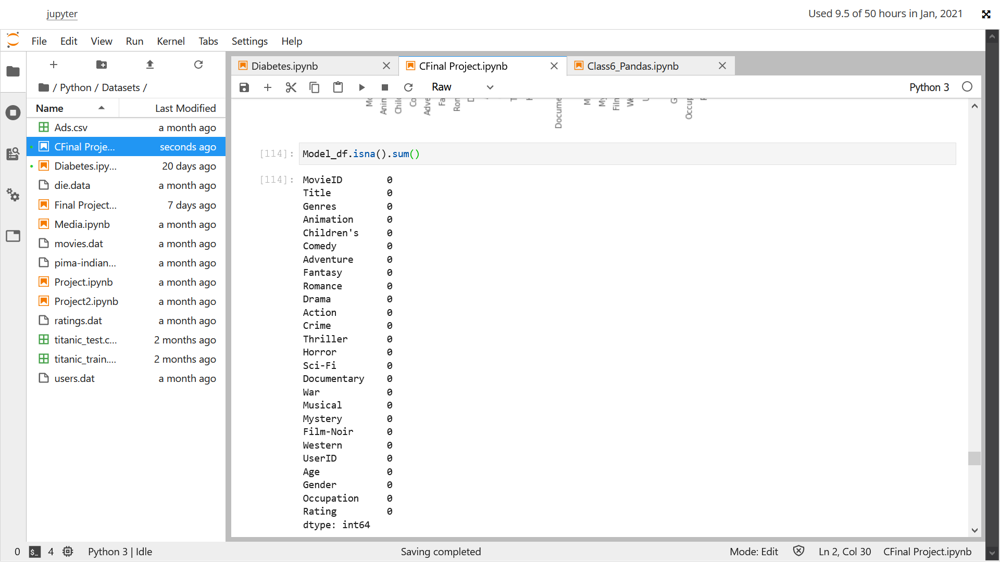 jupyter
Used 9.5 of 50 hours in Jan, 2021
File Edit View Run Kernel Tabs Settings Help
/ Python / Datasets /
Name Last Modified
Ads.csv a month ago
CFinal Proje... seconds ago
Diabetes.ipy... 20 days ago
die.data a month ago
Final Project... 7 days ago
Media.ipynb a month ago
movies.dat a month ago
pima-indian... a month ago
Project.ipynb a month ago
Project2.ipynb a month ago
ratings.dat a month ago
titanic_test.c... 2 months ago
titanic_train.... 2 months ago
users.dat a month ago
Diabetes.ipynb CFinal Project.ipynb Class6_Pandas.ipynb
Raw Python 3
[114]: Model_df.isna().sum()
[114]: MovieID 0
Title 0
Genres 0
Animation 0
Children's 0
Comedy 0
Adventure 0
Fantasy 0
Romance 0
Drama 0
Action 0
Crime 0
Thriller 0
Horror 0
Sci-Fi 0
Documentary 0
War 0
Musical 0
Mystery 0
Film-Noir 0
Western 0
UserID 0
Age 0
Gender 0
Occupation 0
Rating 0
dtype: int64
0 $_ 4 Python 3 | Idle Saving completed Mode: Edit Ln 2, Col 30 CFinal Project.ipynb